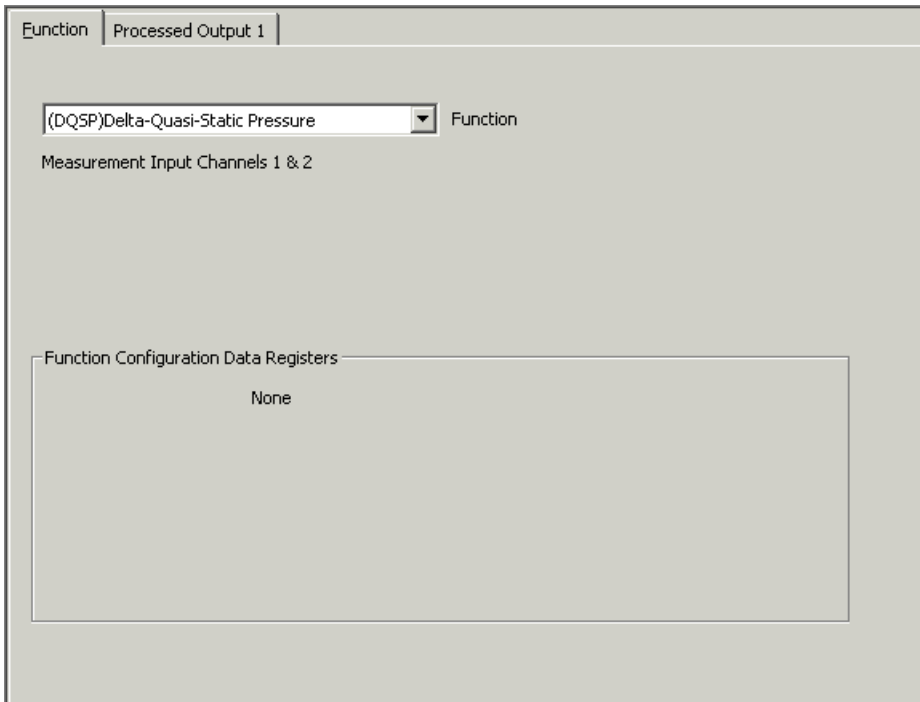 Function Processed Output 1
(DQSP)Delta-Quasi-Static Pressure Function
Measurement Input Channels 1 & 2
Function Configuration Data Registers
None